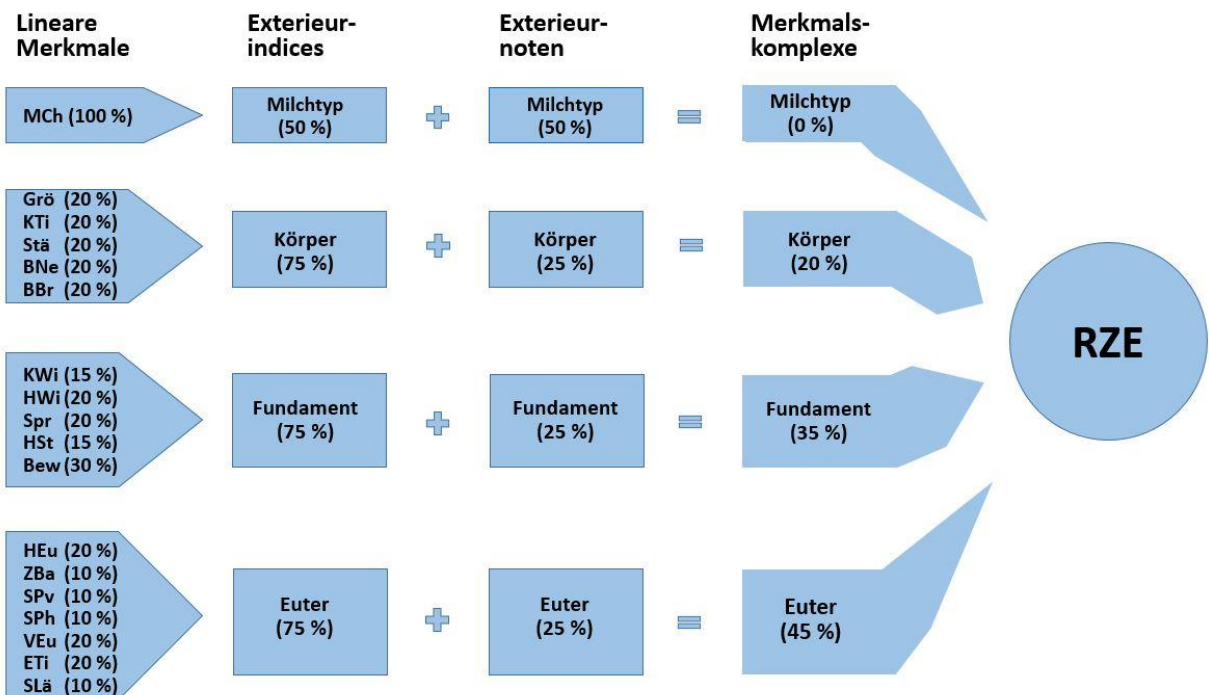 Lineare
Merkmale
Exterieur-
indices
Exterieur-
noten
Merkmals-
komplexe
MCh (100 %)
Milchtyp
(50 %)
+
Milchtyp
(50 %)
=
Milchtyp
(0 %)
Grö (20 %)
KTi (20 %)
Stä (20 %)
BNe (20 %)
BBr (20 %)
Körper
(75 %)
+
Körper
(25 %)
=
Körper
(20 %)
KWi (15 %)
HWi (20 %)
Spr (20 %)
HSt (15 %)
Bew (30 %)
Fundament
(75 %)
+
Fundament
(25 %)
=
Fundament
(35 %)
HEu (20 %)
ZBa (10 %)
SPv (10 %)
SPh (10 %)
VEu (20 %)
ETi (20 %)
SLä (10 %)
Euter
(75 %)
+
Euter
(25 %)
=
Euter
(45 %)
RZE